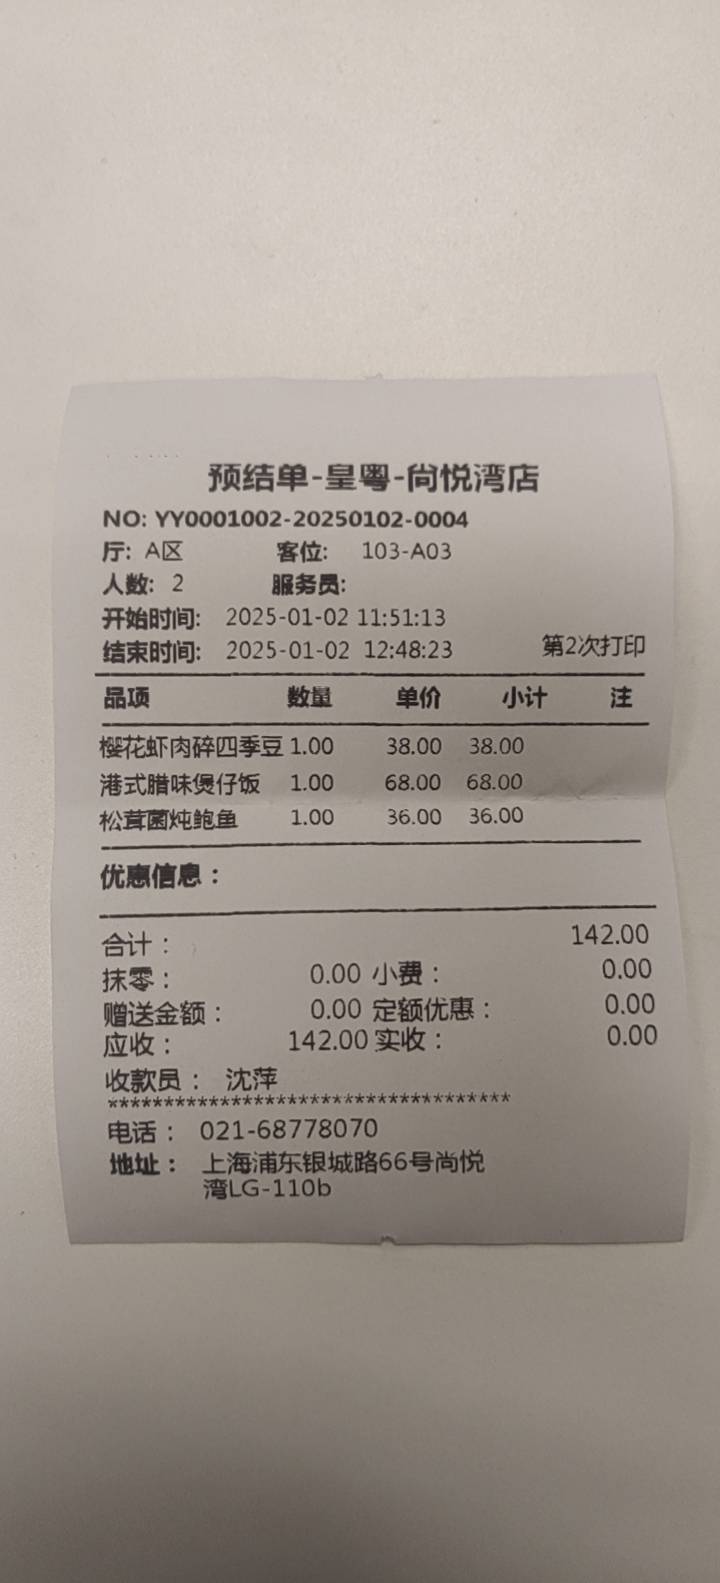 预结单-皇粤-尚悦湾店
NO: YY0001002-20250102-0004
厅: A区 客位: 103-A03
人数: 2 服务员:
开始时间: 2025-01-02 11:51:13
结束时间: 2025-01-02 12:48:23 第2次打印
品项 数量 单价 小计 注
樱花虾肉碎四季豆 1.00 38.00 38.00
港式腊味煲仔饭 1.00 68.00 68.00
松茸菌炖鲍鱼 1.00 36.00 36.00
优惠信息：
合计： 142.00
抹零： 0.00 小费： 0.00
赠送金额： 0.00 定额优惠： 0.00
应收： 142.00 实收： 0.00
收款员： 沈萍
************************************
电话： 021-68778070
地址： 上海浦东银城路66号尚悦
湾LG-110b